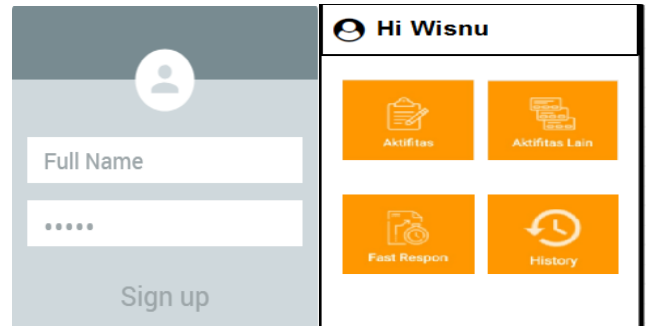 Full Name
•••••
Sign up
Hi Wisnu
Aktifitas
Aktifitas Lain
Fast Respon
History